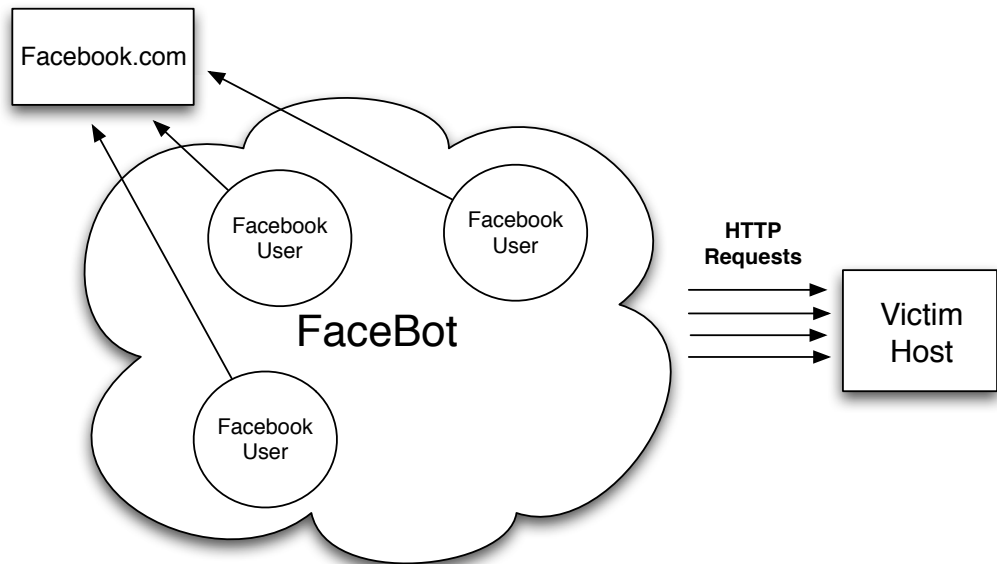 Facebook.com
Facebook
User
Facebook
User
HTTP
Requests
FaceBot
Victim
Host
Facebook
User